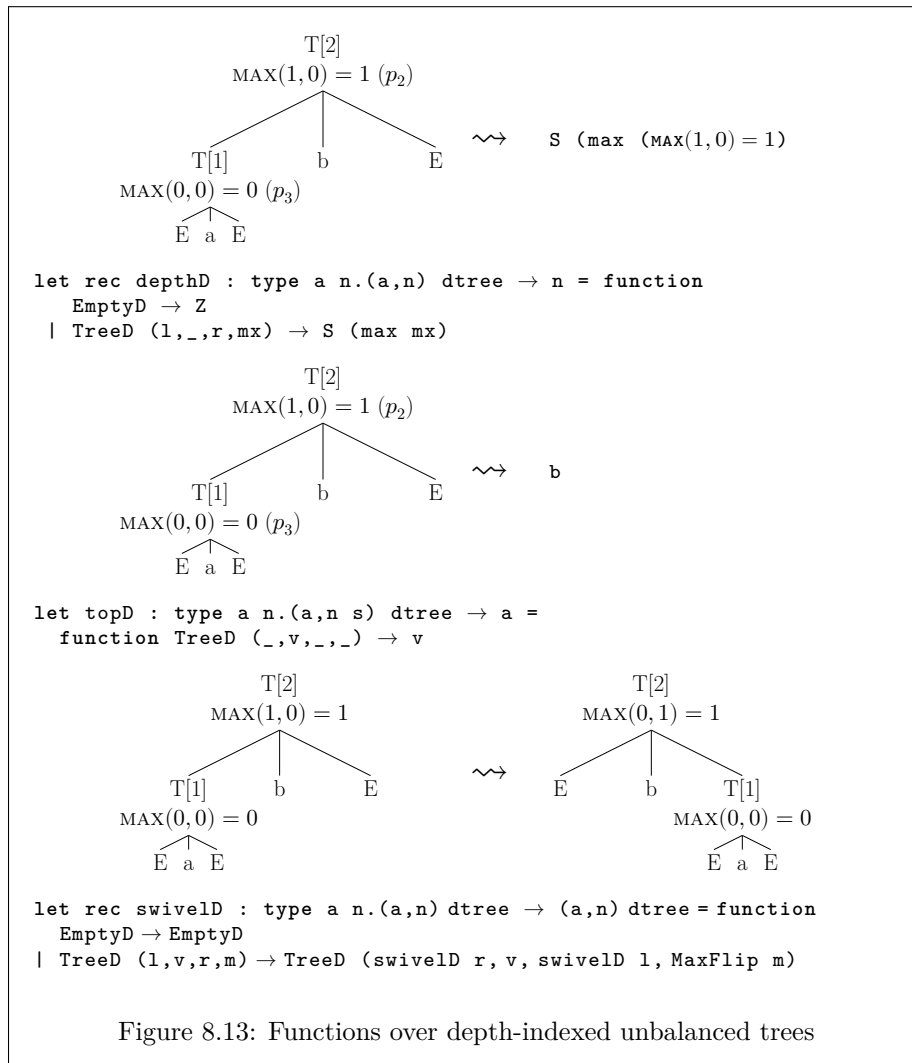 T[2]
MAX(1, 0) = 1 (p₂)
⇝ S (max (MAX(1, 0) = 1)
T[1] b E
MAX(0, 0) = 0 (p₃)
E a E
let rec depthD : type a n.(a,n) dtree → n = function
EmptyD → Z
| TreeD (l,_,r,mx) → S (max mx)
T[2]
MAX(1, 0) = 1 (p₂)
⇝ b
T[1] b E
MAX(0, 0) = 0 (p₃)
E a E
let topD : type a n.(a,n s) dtree → a =
function TreeD (_,v,_,_) → v
T[2] T[2]
MAX(1, 0) = 1 MAX(0, 1) = 1
⇝
T[1] b E E b T[1]
MAX(0, 0) = 0 MAX(0, 0) = 0
E a E E a E
let rec swivelD : type a n.(a,n) dtree → (a,n) dtree = function
EmptyD → EmptyD
| TreeD (l,v,r,m) → TreeD (swivelD r, v, swivelD l, MaxFlip m)
Figure 8.13: Functions over depth-indexed unbalanced trees